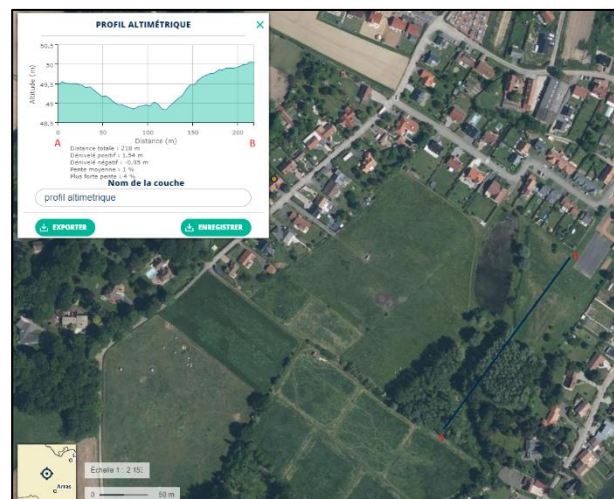 PROFIL ALTIMÉTRIQUE
Altitude (m)
50,5
50
49,5
49
48,5
0
50
100
150
200
Distance (m)
A
B
Distance totale : 218 m
Dénivelé positif : 1,54 m
Dénivelé négatif : -0,95 m
Pente moyenne : 1 %
Plus forte pente : 4 %
Nom de la couche
profil altimetrique
EXPORTER
ENREGISTRER
Arras
Échelle 1 : 2 15
0
50 m